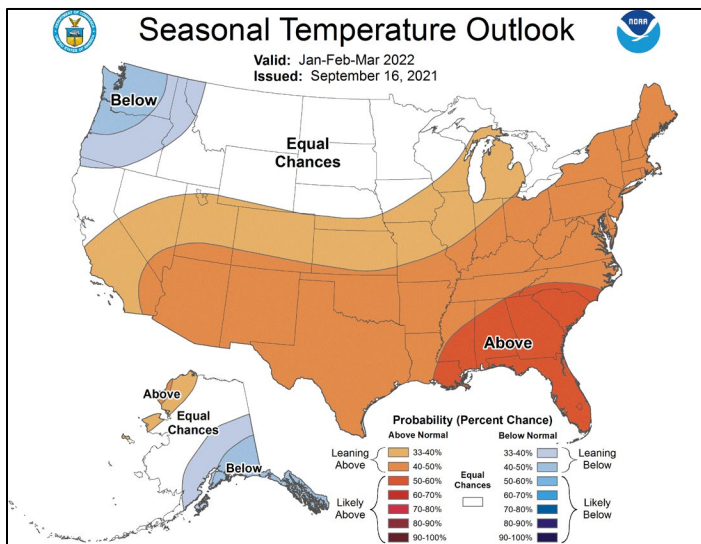 Seasonal Temperature Outlook
NOAA
Valid: Jan-Feb-Mar 2022
Issued: September 16, 2021
Below
Equal
Chances
Above
Above
Equal
Chances
Below
Probability (Percent Chance)
Above Normal
Below Normal
Leaning
Above
33-40%
40-50%
Likely
Above
50-60%
60-70%
70-80%
80-90%
90-100%
Equal
Chances
33-40%
40-50%
Leaning
Below
50-60%
60-70%
70-80%
80-90%
90-100%
Likely
Below